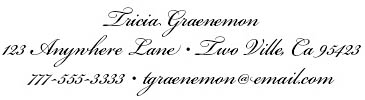 Tricia Graenemon
123 Anywhere Lane • Two Ville, Ca 95423
777-555-3333 • tgraenemon@email.com